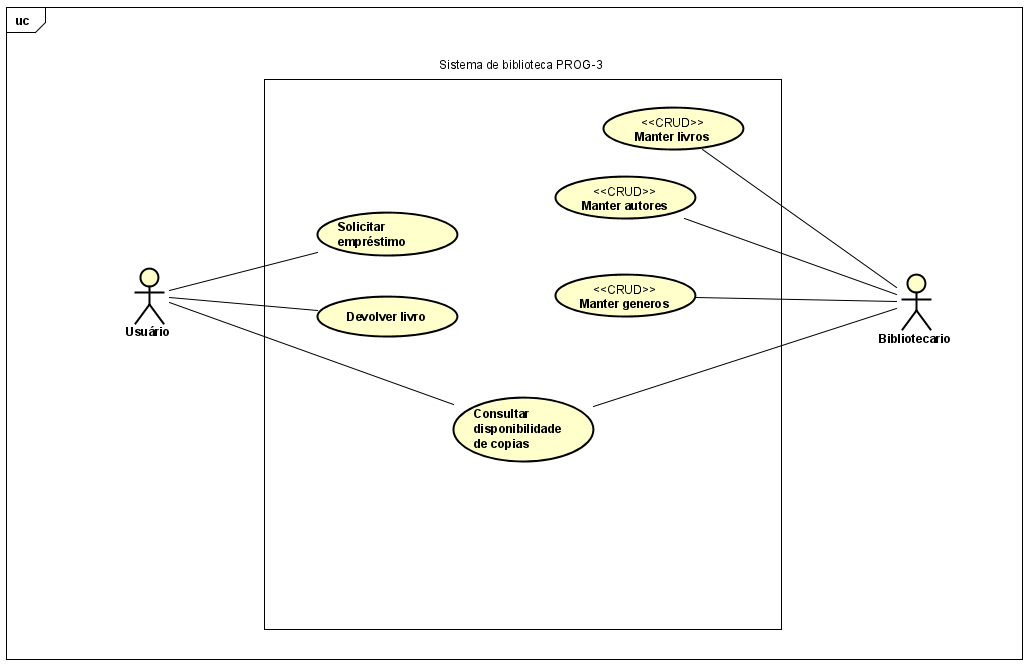 uc
Sistema de biblioteca PROG-3
<<CRUD>>
Manter livros
<<CRUD>>
Manter autores
Solicitar
empréstimo
<<CRUD>>
Manter generos
Devolver livro
Usuário
Bibliotecario
Consultar
disponibilidade
de copias